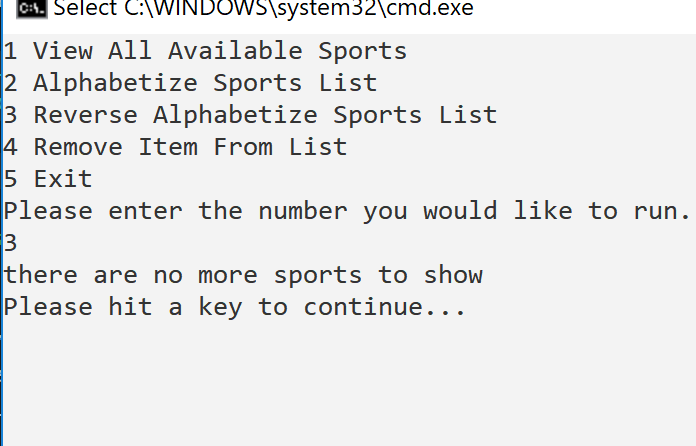 Select C:\WINDOWS\system32\cmd.exe
1 View All Available Sports
2 Alphabetize Sports List
3 Reverse Alphabetize Sports List
4 Remove Item From List
5 Exit
Please enter the number you would like to run.
3
there are no more sports to show
Please hit a key to continue...